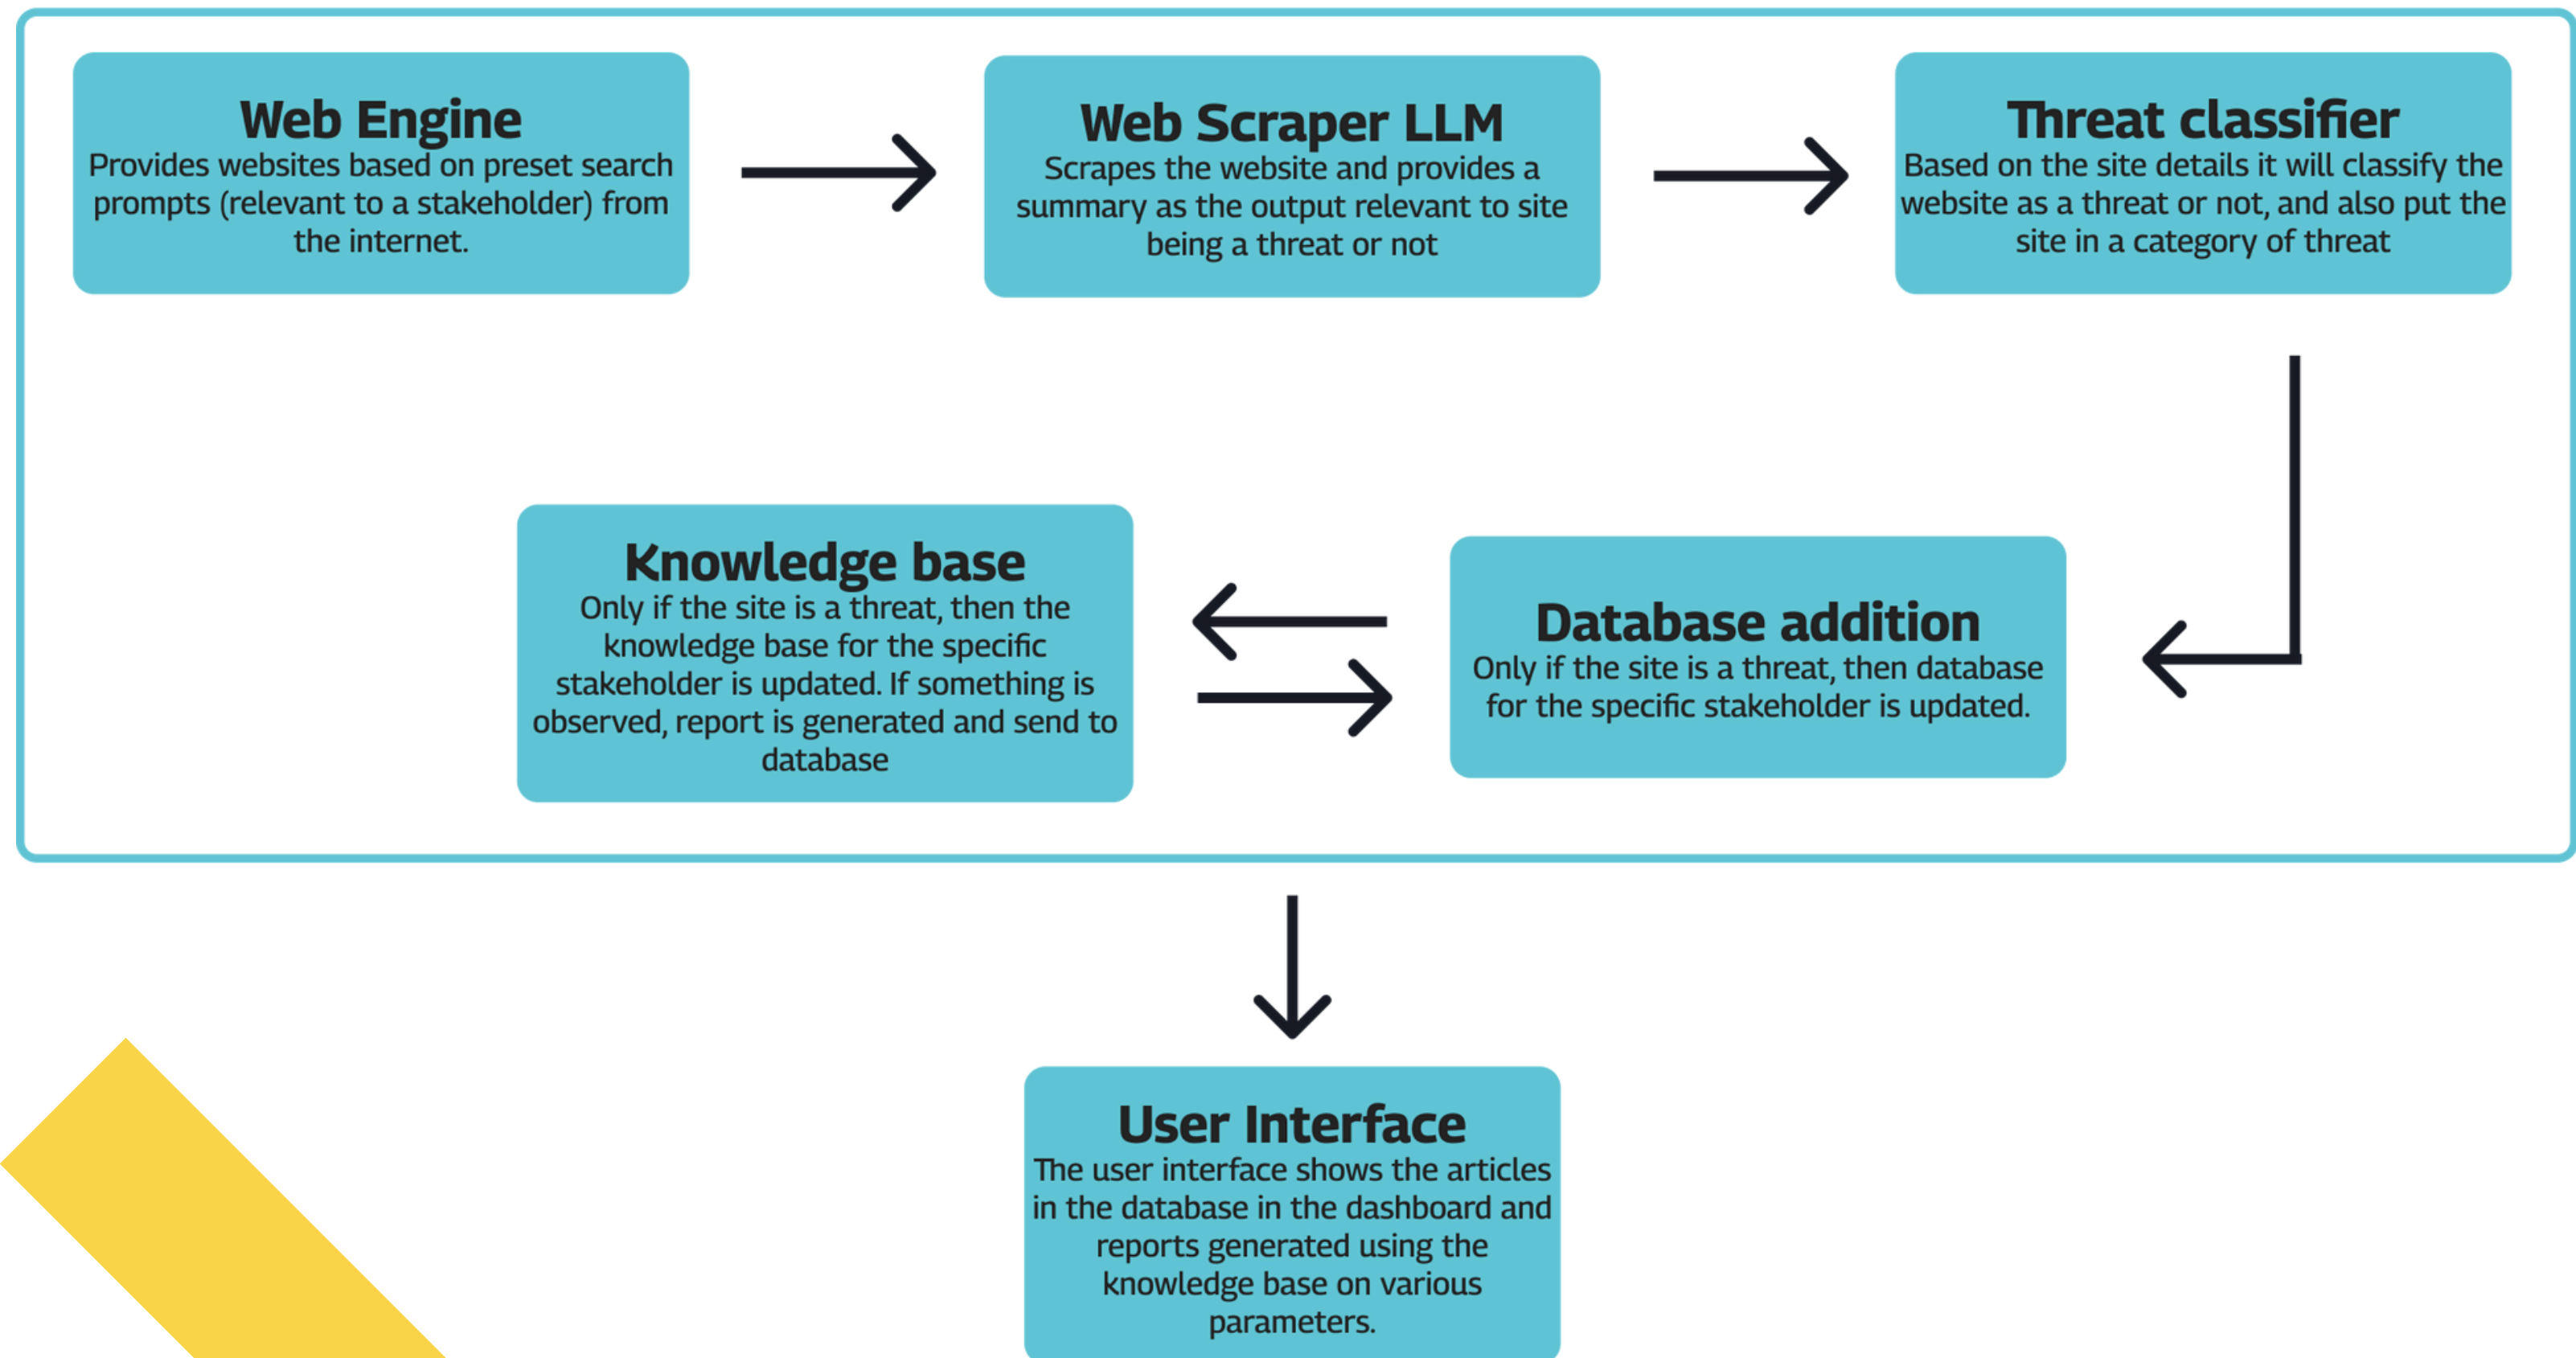 Web Engine
Provides websites based on preset search
prompts (relevant to a stakeholder) from
the internet.
Web Scraper LLM
Scrapes the website and provides a
summary as the output relevant to site
being a threat or not
Threat classifier
Based on the site details it will classify the
website as a threat or not, and also put the
site in a category of threat
Knowledge base
Only if the site is a threat, then the
knowledge base for the specific
stakeholder is updated. If something is
observed, report is generated and send to
database
Database addition
Only if the site is a threat, then database
for the specific stakeholder is updated.
User Interface
The user interface shows the articles
in the database in the dashboard and
reports generated using the
knowledge base on various
parameters.